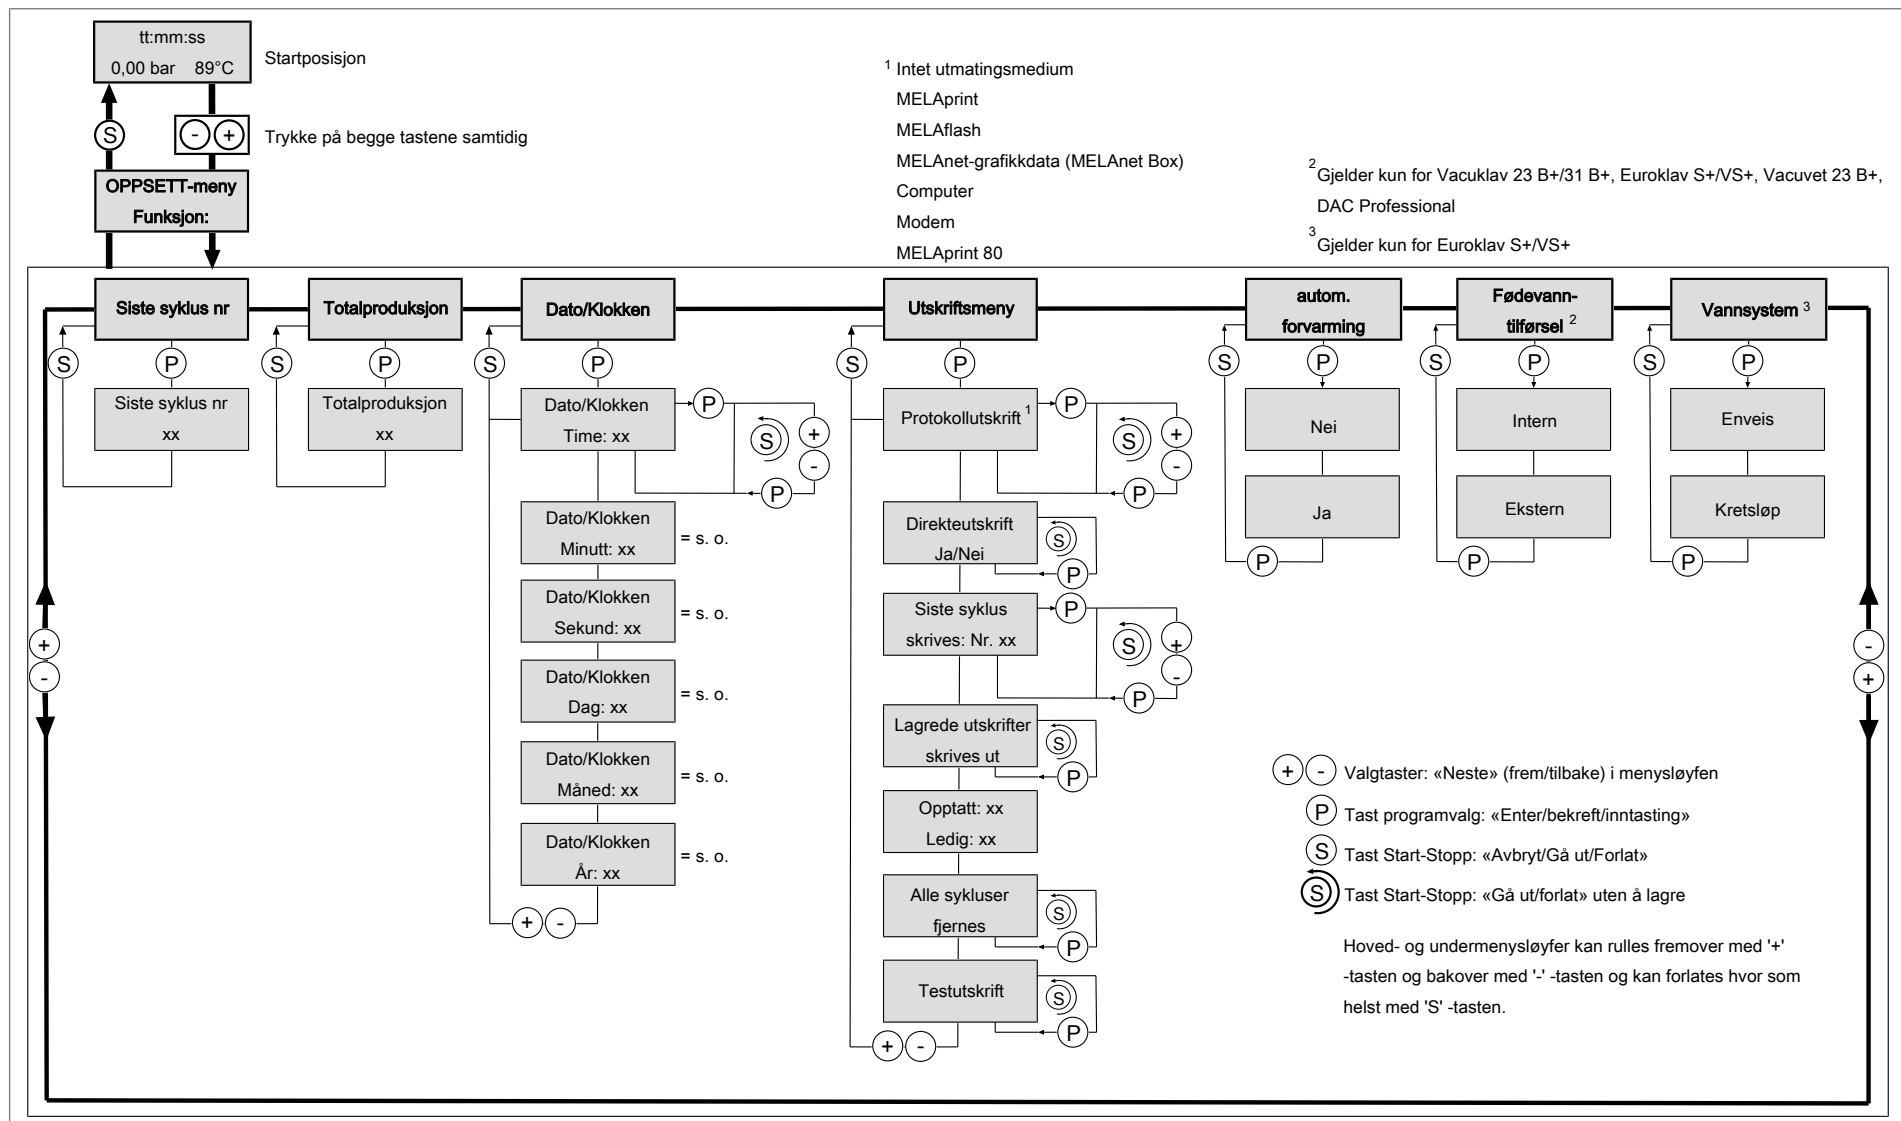 tt:mm:ss
0,00 bar 89°C
Startposisjon
S
- +
Trykke på begge tastene samtidig
OPPSETT-meny
Funksjon:
1 Intet utmatingsmedium
MELAprint
MELAflash
MELAnet-grafikkdata (MELAnet Box)
Computer
Modem
MELAprint 80
2 Gjelder kun for Vacuklav 23 B+/31 B+, Euroklav S+/VS+, Vacuvet 23 B+,
DAC Professional
3 Gjelder kun for Euroklav S+/VS+
Siste syklus nr
S P
Siste syklus nr
xx
Totalproduksjon
S P
Totalproduksjon
xx
Dato/Klokken
S P
Dato/Klokken
Time: xx
P
S
+
-
P
Dato/Klokken
Minutt: xx
= s. o.
Dato/Klokken
Sekund: xx
= s. o.
Dato/Klokken
Dag: xx
= s. o.
Dato/Klokken
Måned: xx
= s. o.
Dato/Klokken
År: xx
= s. o.
+ -
Utskriftsmeny
S P
Protokollutskrift 1
P
S
+
-
P
Direkteutskrift
Ja/Nei
S
P
Siste syklus
skrives: Nr. xx
P
S
+
-
P
Lagrede utskrifter
skrives ut
S
P
Opptatt: xx
Ledig: xx
Alle sykluser
fjernes
S
P
Testutskrift
S
P
+ -
autom.
forvarming
S P
Nei
Ja
P
Fødevann-
tilførsel 2
S P
Intern
Ekstern
P
Vannsystem 3
S P
Enveis
Kretsløp
P
+
-
-
+
+ - Valgtaster: «Neste» (frem/tilbake) i menysløyfen
P Tast programvalg: «Enter/bekreft/inntasting»
S Tast Start-Stopp: «Avbryt/Gå ut/Forlat»
S Tast Start-Stopp: «Gå ut/forlat» uten å lagre
Hoved- og undermenysløyfer kan rulles fremover med '+'
-tasten og bakover med '-' -tasten og kan forlates hvor som
helst med 'S' -tasten.